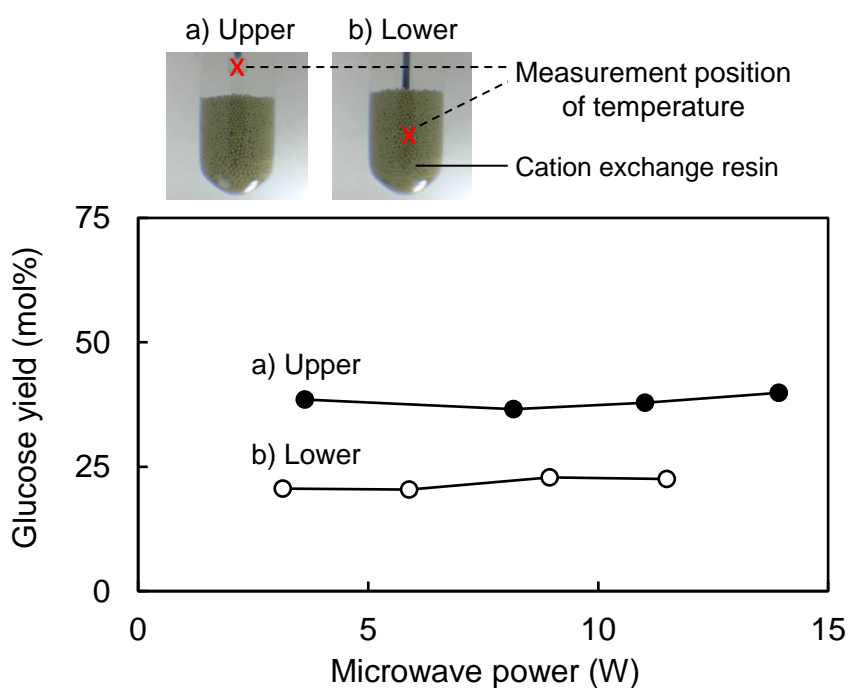 a) Upper
b) Lower
X
X
Measurement position
of temperature
Cation exchange resin
75
50
25
0
Glucose yield (mol%)
a) Upper
b) Lower
0
5
10
15
Microwave power (W)